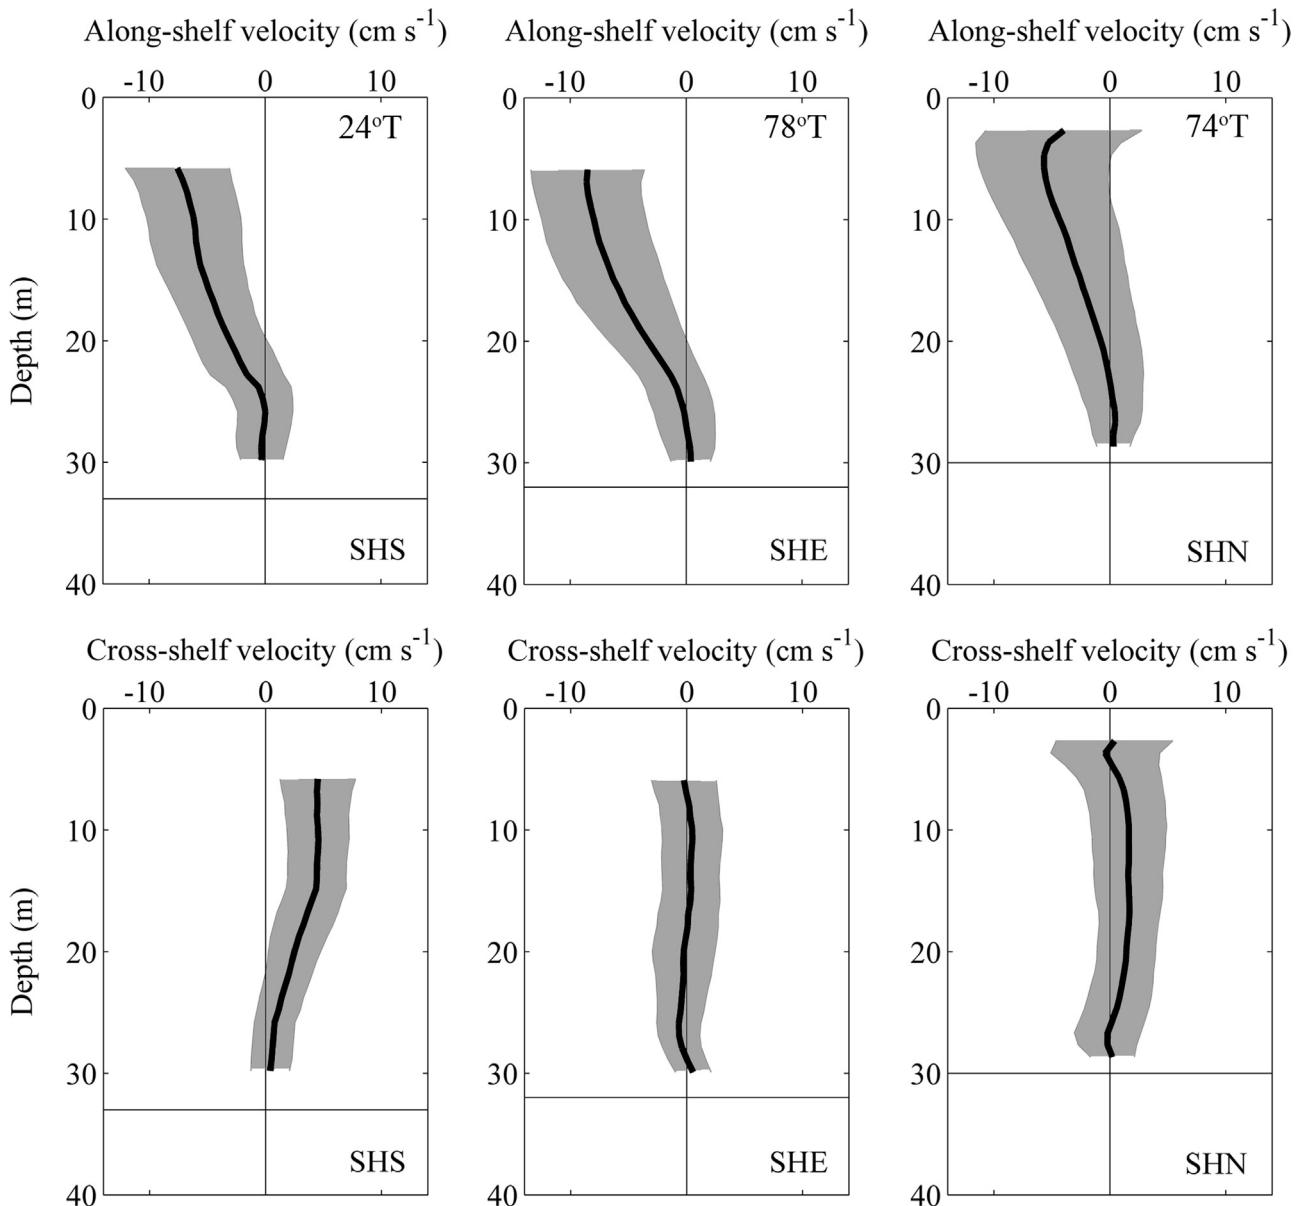 Along-shelf velocity (cm s⁻¹) Along-shelf velocity (cm s⁻¹) Along-shelf velocity (cm s⁻¹)
-10 0 10 -10 0 10 -10 0 10
0 0 0
24°T 78°T 74°T
10 10 10
Depth (m)
20 20 20
30 30 30
SHS SHE SHN
40 40 40
Cross-shelf velocity (cm s⁻¹) Cross-shelf velocity (cm s⁻¹) Cross-shelf velocity (cm s⁻¹)
-10 0 10 -10 0 10 -10 0 10
0 0 0
10 10 10
Depth (m)
20 20 20
30 30 30
SHS SHE SHN
40 40 40